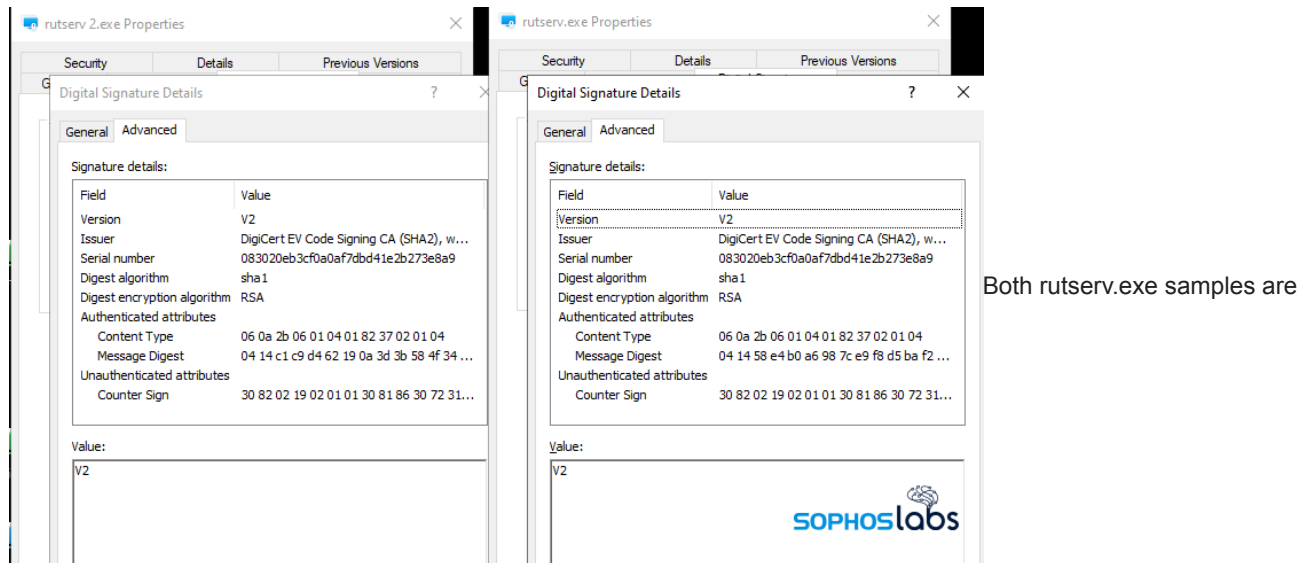 rutserv 2.exe Properties
Security Details Previous Versions
G
Digital Signature Details ?
General Advanced
Signature details:
Field Value
Version V2
Issuer DigiCert EV Code Signing CA (SHA2), w...
Serial number 083020eb3cf0a0af7dbd41e2b273e8a9
Digest algorithm sha1
Digest encryption algorithm RSA
Authenticated attributes
Content Type 06 0a 2b 06 01 04 01 82 37 02 01 04
Message Digest 04 14 c1 c9 d4 62 19 0a 3d 3b 58 4f 34 ...
Unauthenticated attributes
Counter Sign 30 82 02 19 02 01 01 30 81 86 30 72 31...
Value:
V2
rutserv.exe Properties
Security Details Previous Versions
G
Digital Signature Details ?
General Advanced
Signature details:
Field Value
Version V2
Issuer DigiCert EV Code Signing CA (SHA2), w...
Serial number 083020eb3cf0a0af7dbd41e2b273e8a9
Digest algorithm sha1
Digest encryption algorithm RSA
Authenticated attributes
Content Type 06 0a 2b 06 01 04 01 82 37 02 01 04
Message Digest 04 14 58 e4 b0 a6 98 7c e9 f8 d5 ba f2 ...
Unauthenticated attributes
Counter Sign 30 82 02 19 02 01 01 30 81 86 30 72 31...
Value:
V2
SOPHOSlabs
Both rutserv.exe samples are